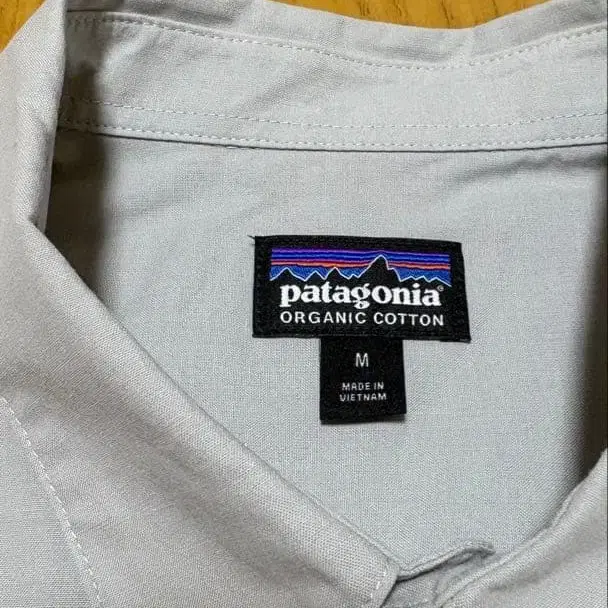 patagonia®
ORGANIC COTTON
M
MADE IN
VIETNAM